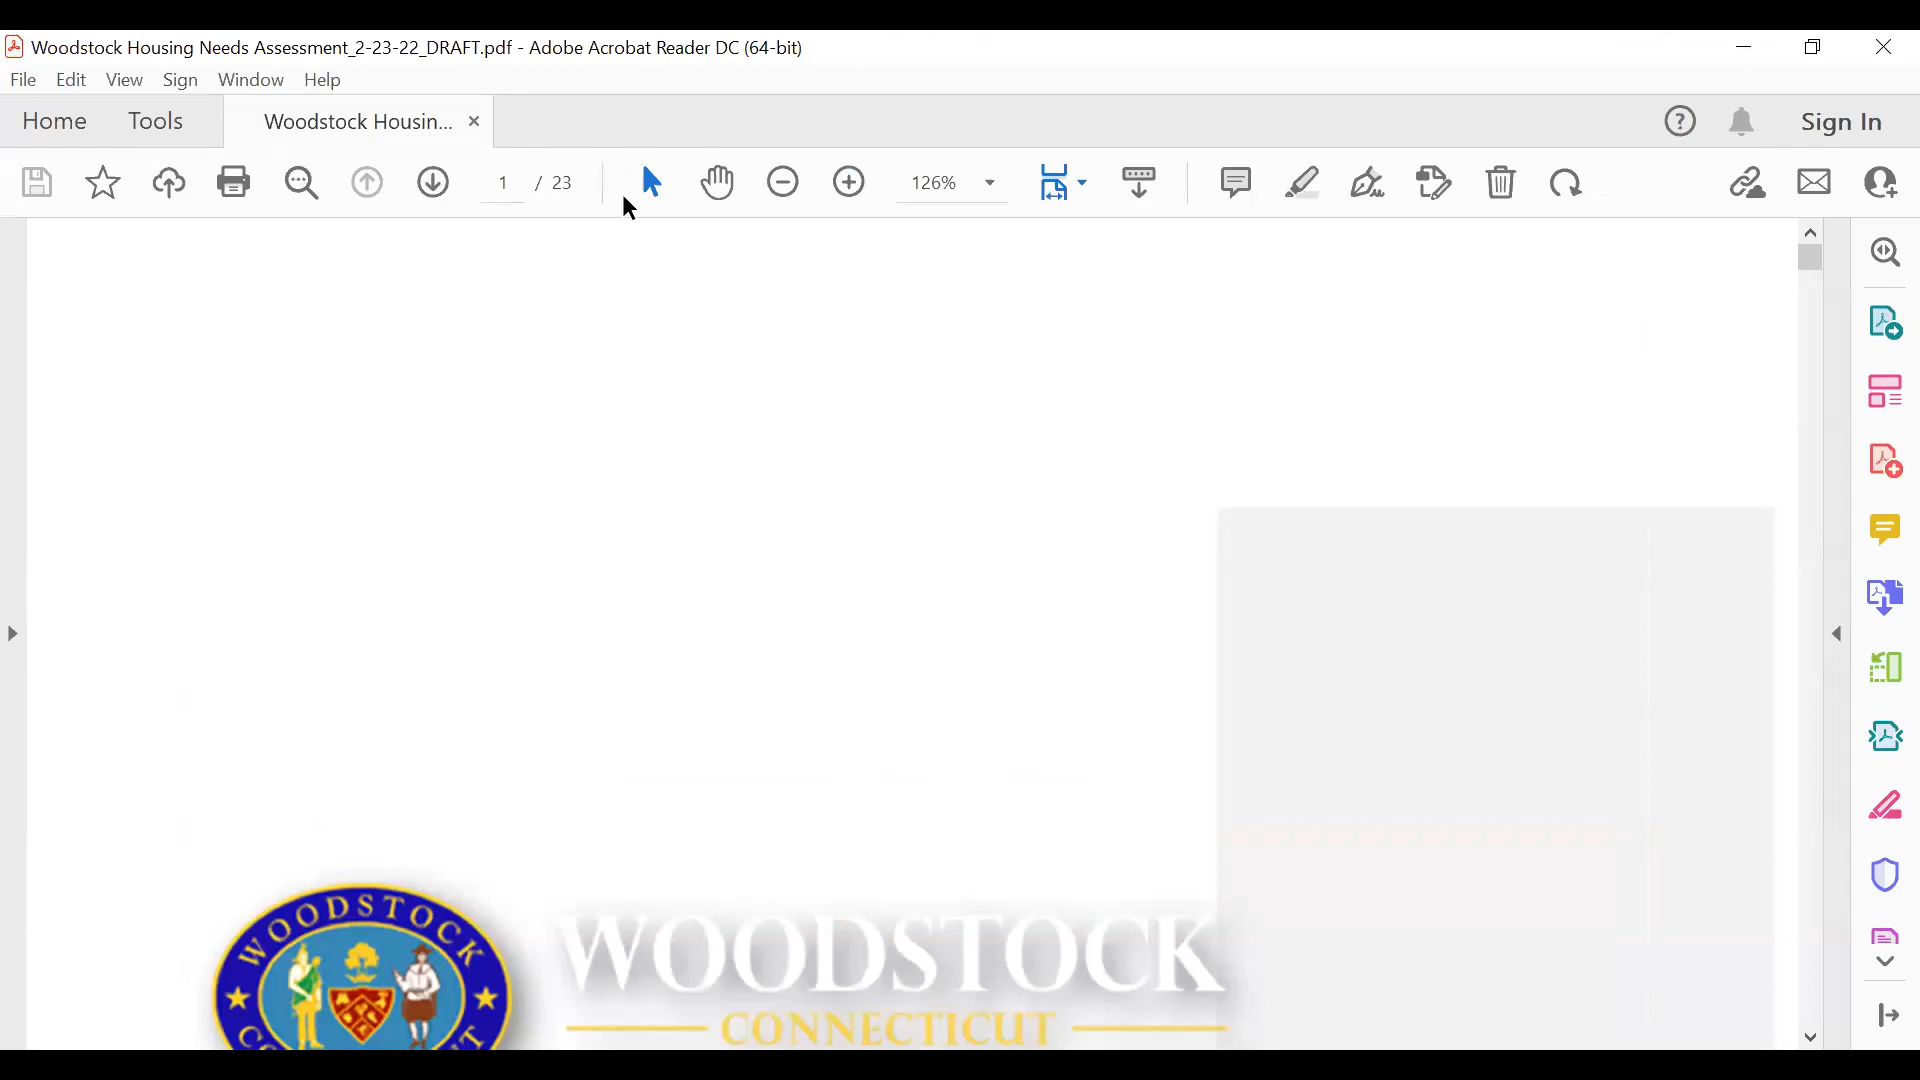 Woodstock Housing Needs Assessment_2-23-22_DRAFT.pdf - Adobe Acrobat Reader DC (64-bit)
File Edit View Sign Window Help
Home Tools Woodstock Housin... × Sign In
1 / 23 126%
WOODSTOCK
WOODSTOCK
CONNECTICUT